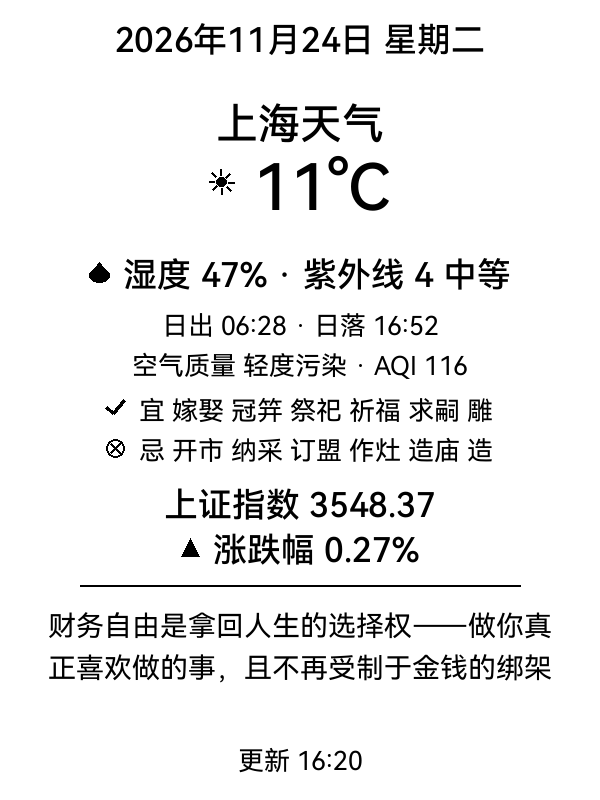 2026年11月24日 星期二
上海天气
11°C
湿度 47% · 紫外线 4 中等
日出 06:28 · 日落 16:52
空气质量 轻度污染 · AQI 116
宜 嫁娶 冠笄 祭祀 祈福 求嗣 雕
忌 开市 纳采 订盟 作灶 造庙 造
上证指数 3548.37
▲ 涨跌幅 0.27%
财务自由是拿回人生的选择权——做你真
正喜欢做的事，且不再受制于金钱的绑架
更新 16:20